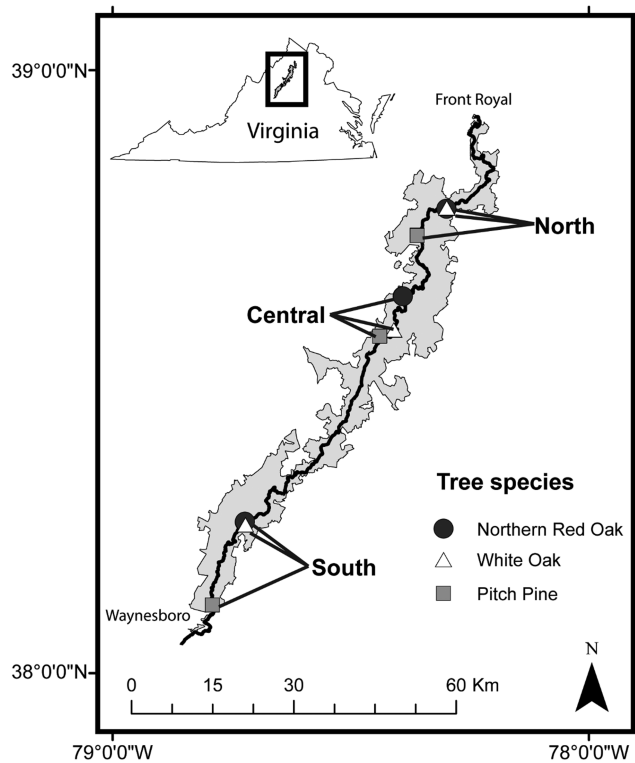 39°0'0"N
Front Royal
Virginia
North
Central
Tree species
Northern Red Oak
White Oak
South
Pitch Pine
Waynesboro
N
38°0'0"N
0 15 30 60 Km
79°0'0"W 78°0'0"W